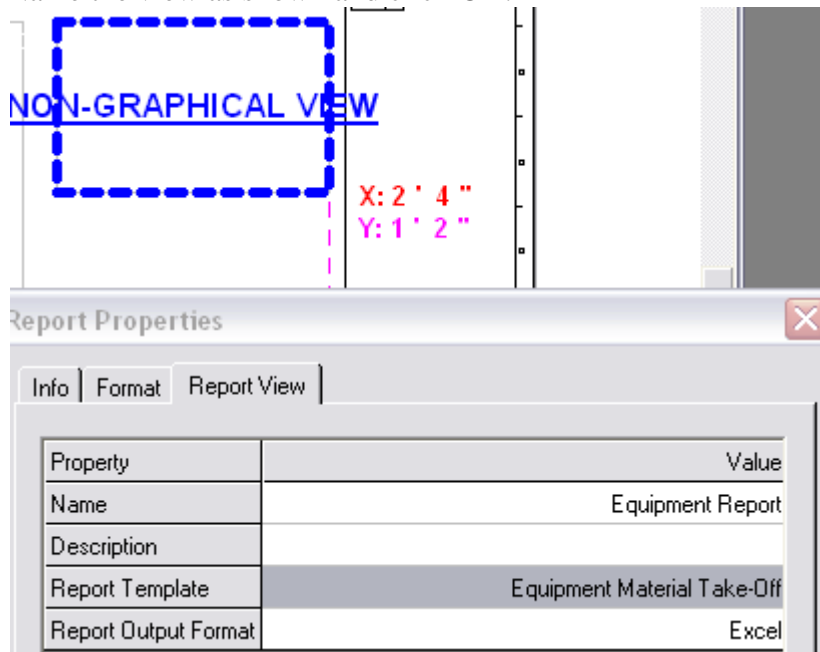 NON-GRAPHICAL VIEW
X: 2 ' 4 "
Y: 1 ' 2 "
Report Properties
Info Format Report View
Property Value
Name Equipment Report
Description
Report Template Equipment Material Take-Off
Report Output Format Excel